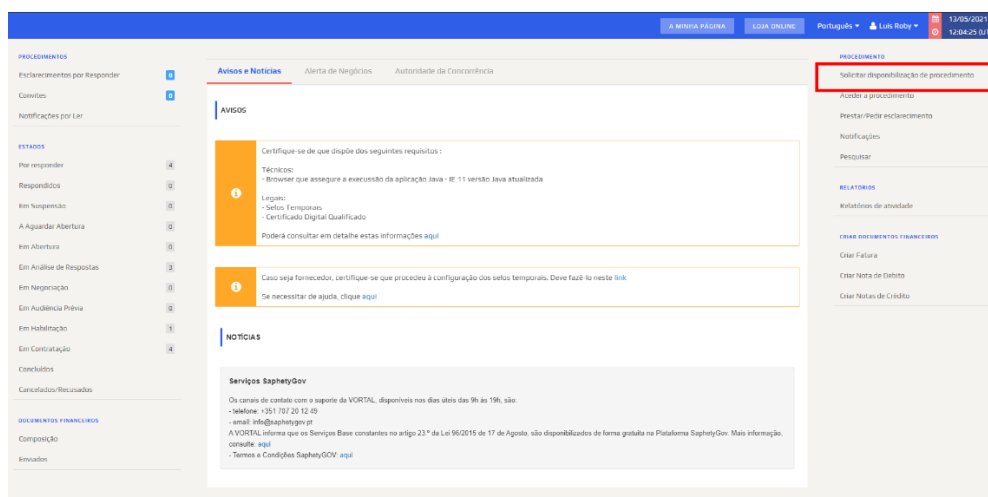 A MINHA PÁGINA
LOJA ONLINE
Português
Luis Roby
13/05/2021
12:04:25 (UT
PROCEDIMENTOS
Esclarecimentos por Responder 0
Convites 0
Notificações por Ler
ESTADOS
Por responder 4
Respondidos 0
Em Suspensão 0
A Aguardar Abertura 0
Em Abertura 0
Em Análise de Respostas 3
Em Negociação 0
Em Audiência Prévia 0
Em Habilitação 1
Em Contratação 4
Concluídos
Cancelados/Recusados
DOCUMENTOS FINANCEIROS
Composição
Enviados
Avisos e Notícias
Alerta de Negócios
Autoridade da Concorrência
AVISOS
Certifique-se de que dispõe dos seguintes requisitos :
Técnicos:
- Browser que assegure a execussão da aplicação Java - IE 11 versão Java atualizada
Legais:
- Selos Temporais
- Certificado Digital Qualificado
Poderá consultar em detalhe estas informações aqui
Caso seja fornecedor, certifique-se que procedeu à configuração dos selos temporais. Deve fazê-lo neste link
Se necessitar de ajuda, clique aqui
NOTÍCIAS
Serviços SaphetyGov
Os canais de contato com o suporte da VORTAL, disponíveis nos dias úteis das 9h às 19h, são:
- telefone: +351 707 20 12 49
- email: info@saphetygov.pt
A VORTAL informa que os Serviços Base constantes no artigo 23.º da Lei 96/2015 de 17 de Agosto, são disponibilizados de forma gratuita na Plataforma SaphetyGov. Mais informação,
consulte: aqui
- Termos e Condições SaphetyGOV: aqui
PROCEDIMENTO
Solicitar disponibilização de procedimento
Aceder a procedimento
Prestar/Pedir esclarecimento
Notificações
Pesquisar
RELATÓRIOS
Relatórios de atividade
CRIAR DOCUMENTOS FINANCEIROS
Criar Fatura
Criar Nota de Débito
Criar Notas de Crédito